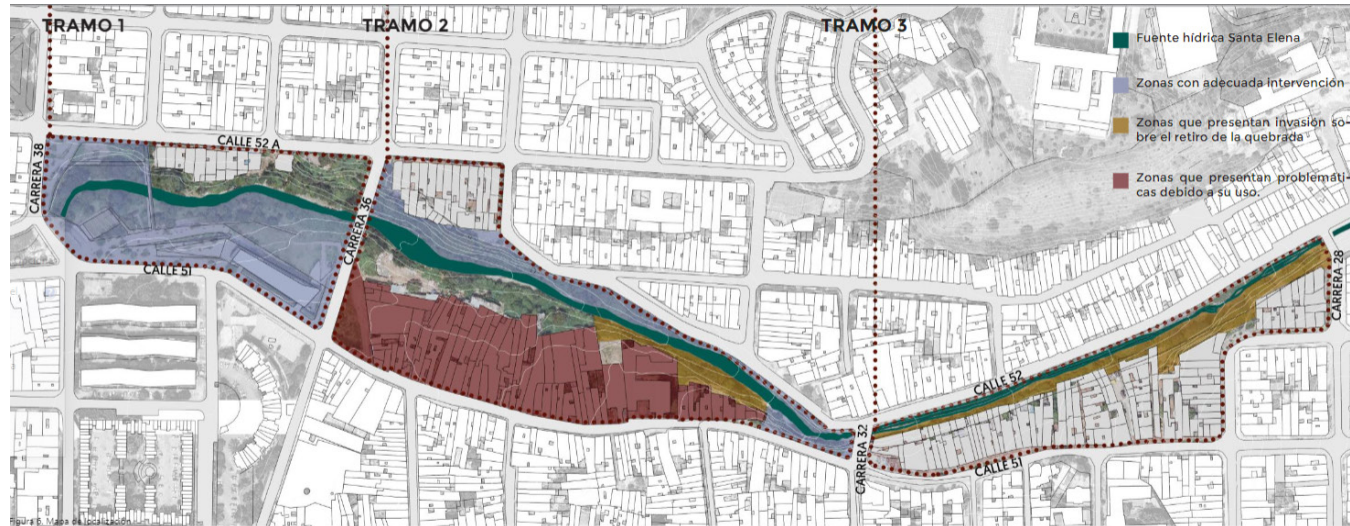 TRAMO 1
TRAMO 2
TRAMO 3
Fuente hídrica Santa Elena
Zonas con adecuada intervención
Zonas que presentan invasión so-
bre el retiro de la quebrada
Zonas que presentan problemáti-
cas debido a su uso.
CALLE 52 A
CARRERA 38
CARRERA 36
CALLE 51
CARRERA 28
CALLE 52
CARRERA 32
CALLE 51
Figura 6. Mapa de localización